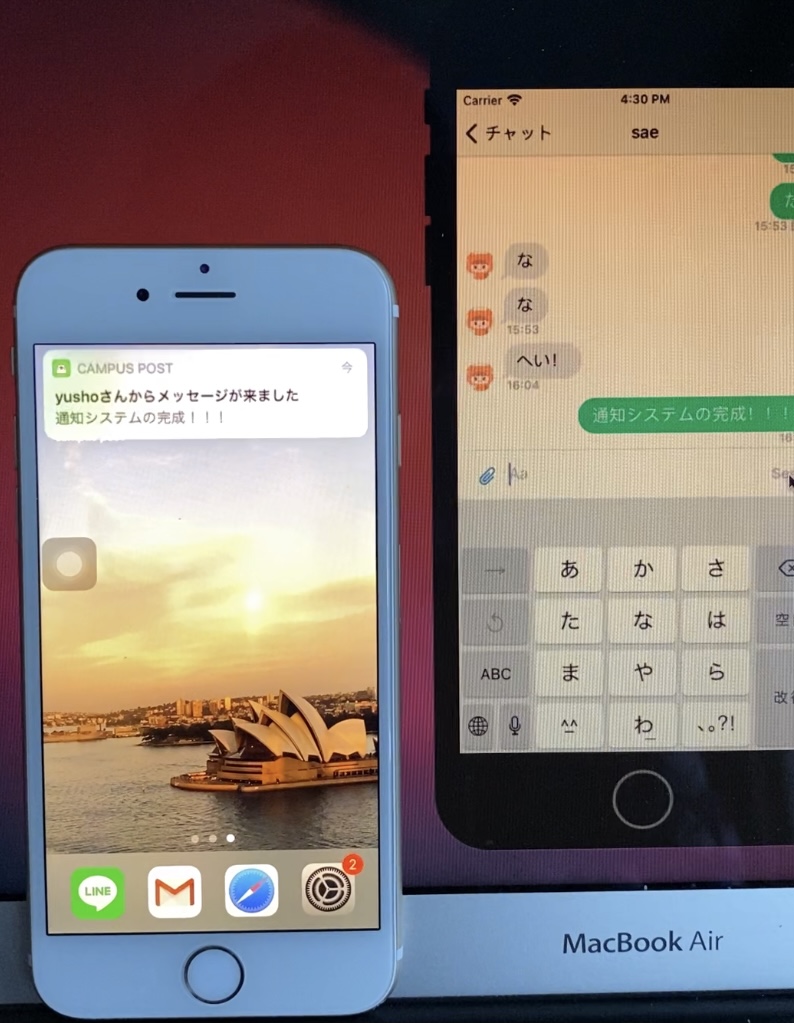 CAMPUS POST
今
yushoさんからメッセージが来ました
通知システムの完成！！！
LINE
2
Carrier
4:30 PM
チャット
sae
15
た
15:53
な
な
15:53
へい!
16:04
通知システムの完成！！！
16
Aa
→
あ
か
さ
た
な
は
空
ABC
ま
や
ら
^^
わ
、。?!
MacBook Air